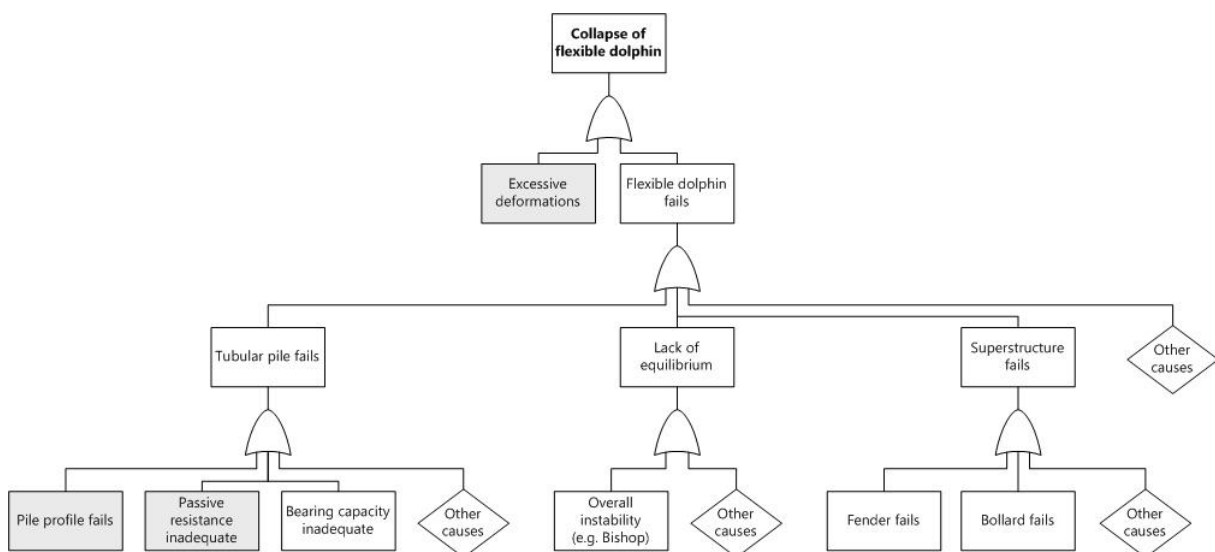 Collapse of
flexible dolphin
Excessive
deformations
Flexible dolphin
fails
Tubular pile fails
Lack of
equilibrium
Superstructure
fails
Other
causes
Pile profile fails
Passive
resistance
inadequate
Bearing capacity
inadequate
Other
causes
Overall
instability
(e.g. Bishop)
Other
causes
Fender fails
Bollard fails
Other
causes